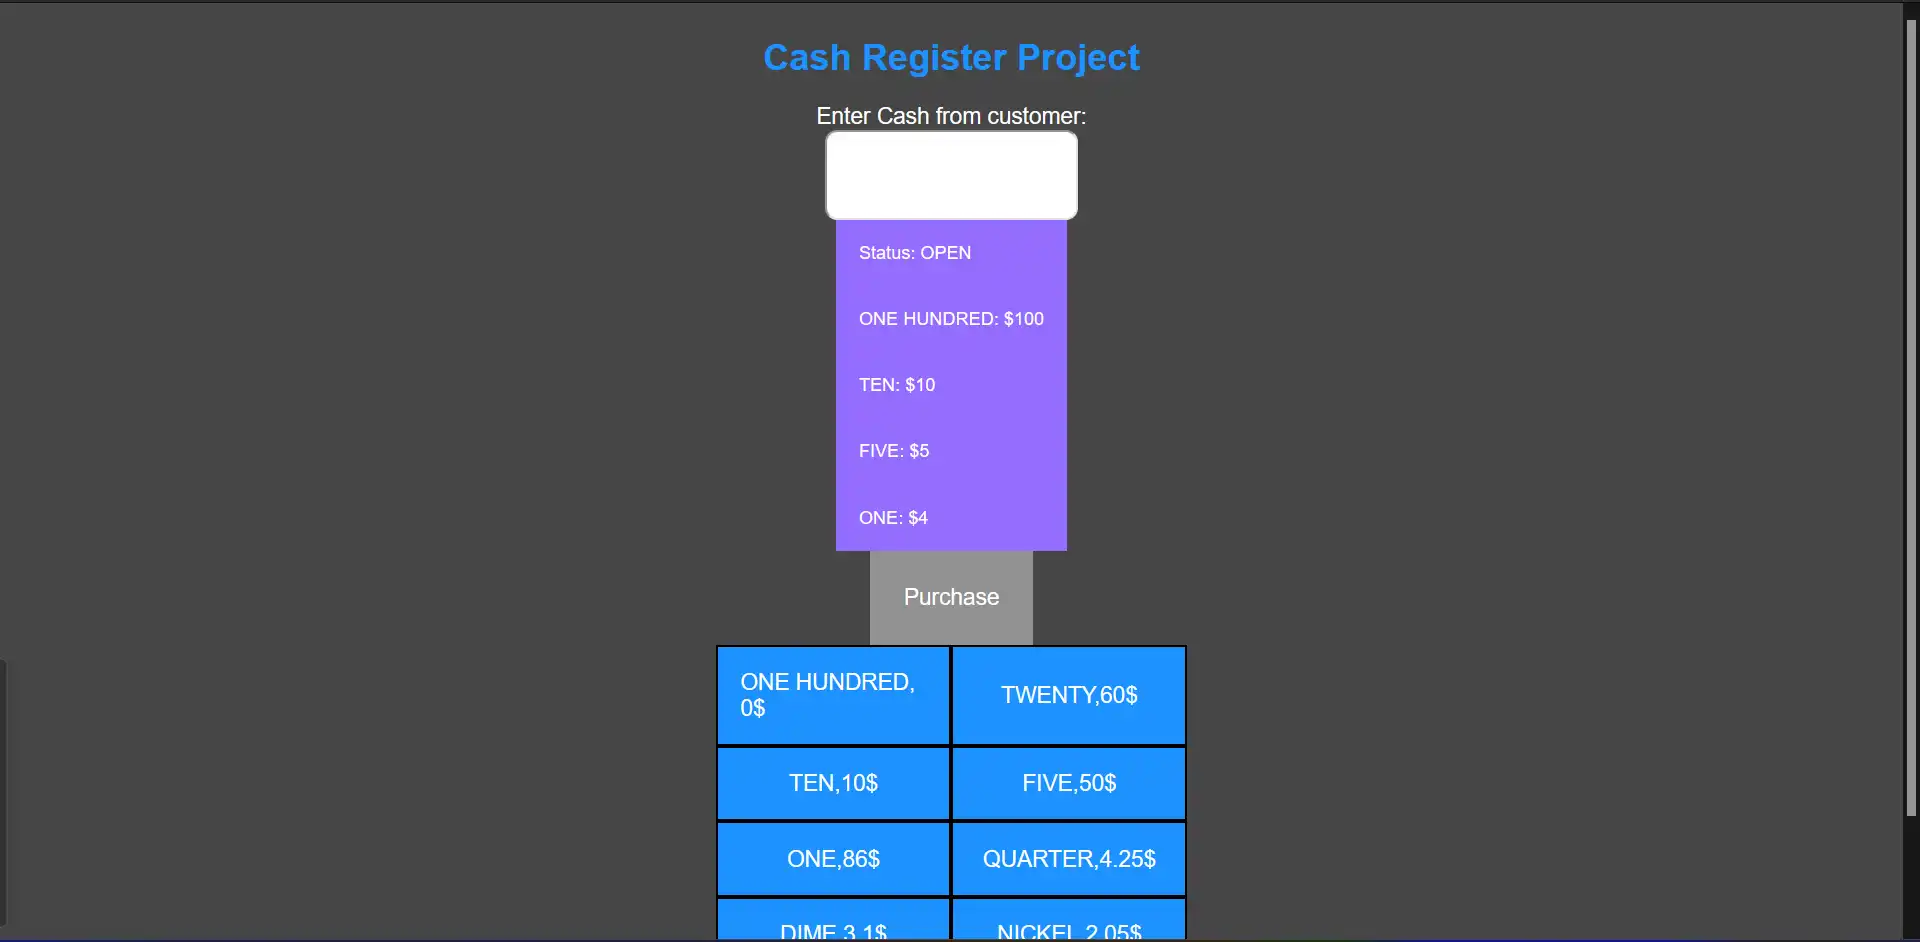 Cash Register Project
Enter Cash from customer:
Status: OPEN
ONE HUNDRED: $100
TEN: $10
FIVE: $5
ONE: $4
Purchase
ONE HUNDRED,
0$
TWENTY,60$
TEN,10$
FIVE,50$
ONE,86$
QUARTER,4.25$
DIME,3.1$
NICKEL,2.05$